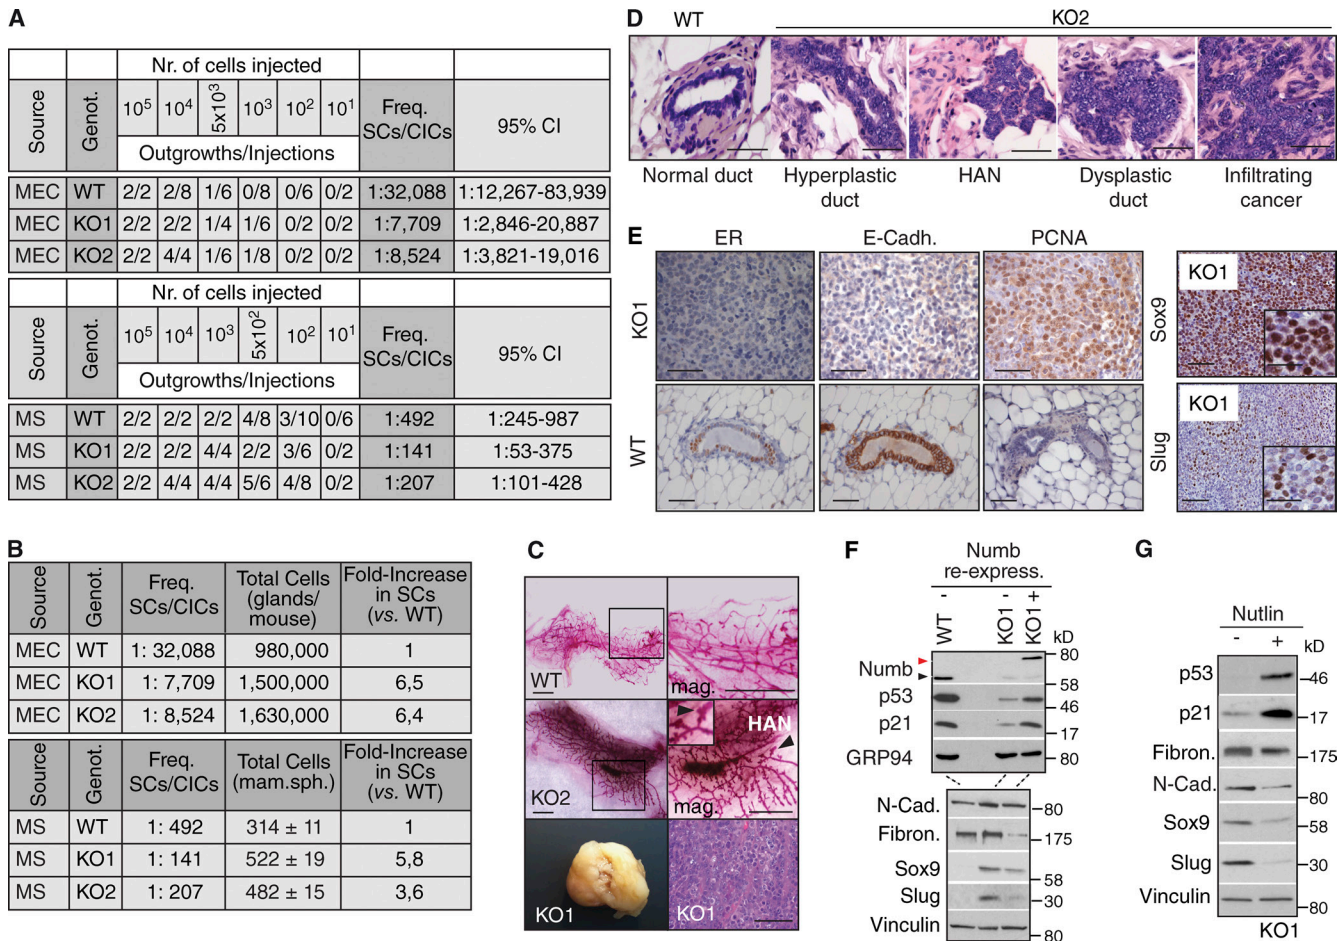 A
Nr. of cells injected
Source Genot. 10⁵ 10⁴ 5x10³ 10³ 10² 10¹ Freq. SCs/CICs 95% CI
Outgrowths/Injections
MEC WT 2/2 2/8 1/6 0/8 0/6 0/2 1:32,088 1:12,267-83,939
MEC KO1 2/2 2/2 1/4 1/6 0/2 0/2 1:7,709 1:2,846-20,887
MEC KO2 2/2 4/4 1/6 1/8 0/2 0/2 1:8,524 1:3,821-19,016
Nr. of cells injected
Source Genot. 10⁵ 10⁴ 10³ 5x10² 10² 10¹ Freq. SCs/CICs 95% CI
Outgrowths/Injections
MS WT 2/2 2/2 2/2 4/8 3/10 0/6 1:492 1:245-987
MS KO1 2/2 2/2 4/4 2/2 3/6 0/2 1:141 1:53-375
MS KO2 2/2 4/4 4/4 5/6 4/8 0/2 1:207 1:101-428
B
Source Genot. Freq. SCs/CICs Total Cells (glands/mouse) Fold-Increase in SCs (vs. WT)
MEC WT 1: 32,088 980,000 1
MEC KO1 1: 7,709 1,500,000 6,5
MEC KO2 1: 8,524 1,630,000 6,4
Source Genot. Freq. SCs/CICs Total Cells (mam.sph.) Fold-Increase in SCs (vs. WT)
MS WT 1: 492 314 ± 11 1
MS KO1 1: 141 522 ± 19 5,8
MS KO2 1: 207 482 ± 15 3,6
C
WT mag.
HAN
KO2 mag.
KO1 KO1
D
WT KO2
Normal duct Hyperplastic duct HAN Dysplastic duct Infiltrating cancer
E
ER E-Cadh. PCNA
KO1 Sox9 KO1
WT Slug KO1
F
Numb
re-express.
- - +
WT KO1 KO1 kD
80
Numb
58
p53
46
p21 17
GRP94 80
N-Cad. 80
Fibron. 175
Sox9
58
Slug 30
Vinculin
80
G
Nutlin
- + kD
p53 46
p21 17
Fibron. 175
N-Cad.
80
Sox9 58
Slug 30
Vinculin
80
KO1